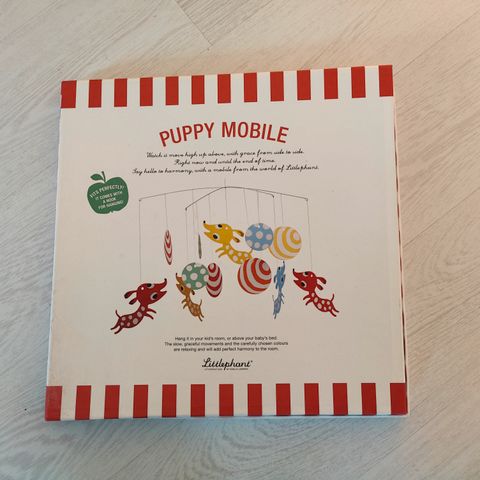 PUPPY MOBILE
Watch it move high up above, with grace from side to side.
Right now and until the end of time.
Say hello to harmony, with a mobile from the world of Littlephant.
FITS PERFECTLY!
IT COMES WITH
A HOOK
FOR HANGING!
Hang it in your kid's room, or above your baby's bed.
The slow, graceful movements and the carefully chosen colours
are relaxing and will add perfect harmony to the room.
Littlephant